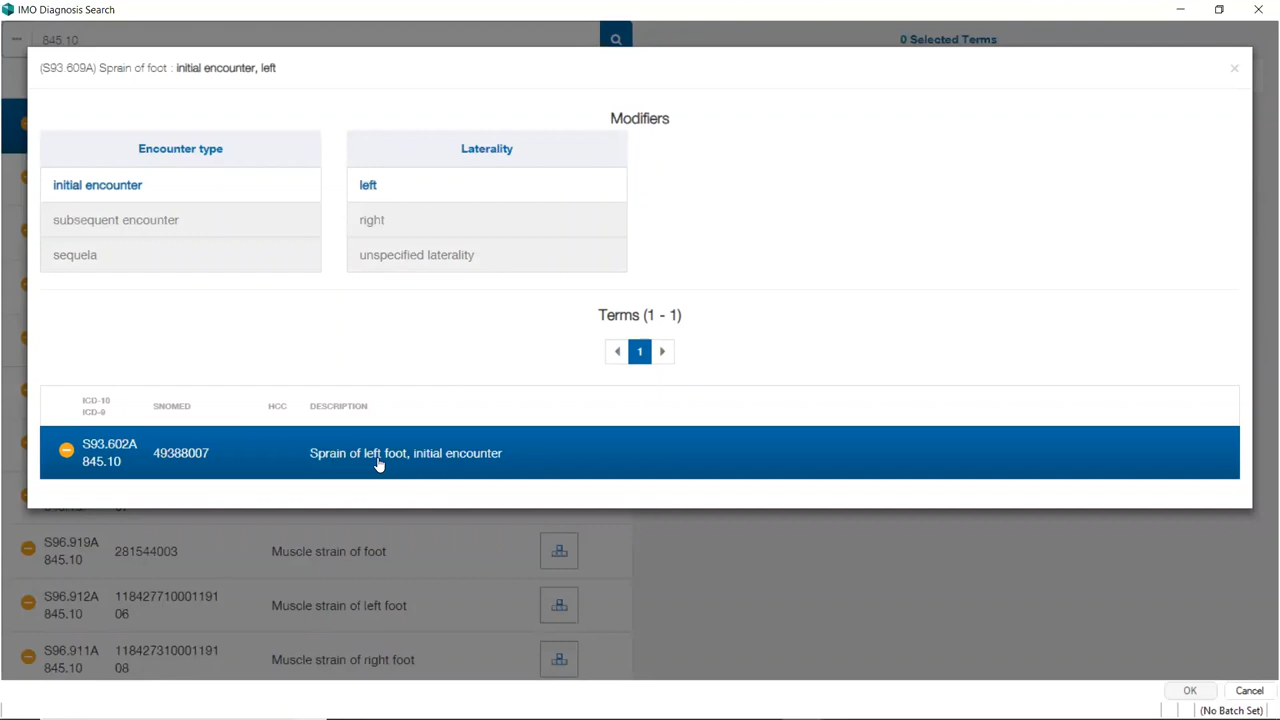 IMO Diagnosis Search
845.10
0 Selected Terms
(S93 609A) Sprain of foot : initial encounter, left
Modifiers
Encounter type
Laterality
initial encounter
left
subsequent encounter
right
sequela
unspecified laterality
Terms (1 - 1)
1
ICD-10
ICD-9
SNOMED
HCC
DESCRIPTION
S93.602A
845.10
49388007
Sprain of left foot, initial encounter
S96.919A
845.10
281544003
Muscle strain of foot
S96.912A
845.10
118427710001191
06
Muscle strain of left foot
S96.911A
845.10
118427310001191
08
Muscle strain of right foot
OK
Cancel
(No Batch Set)